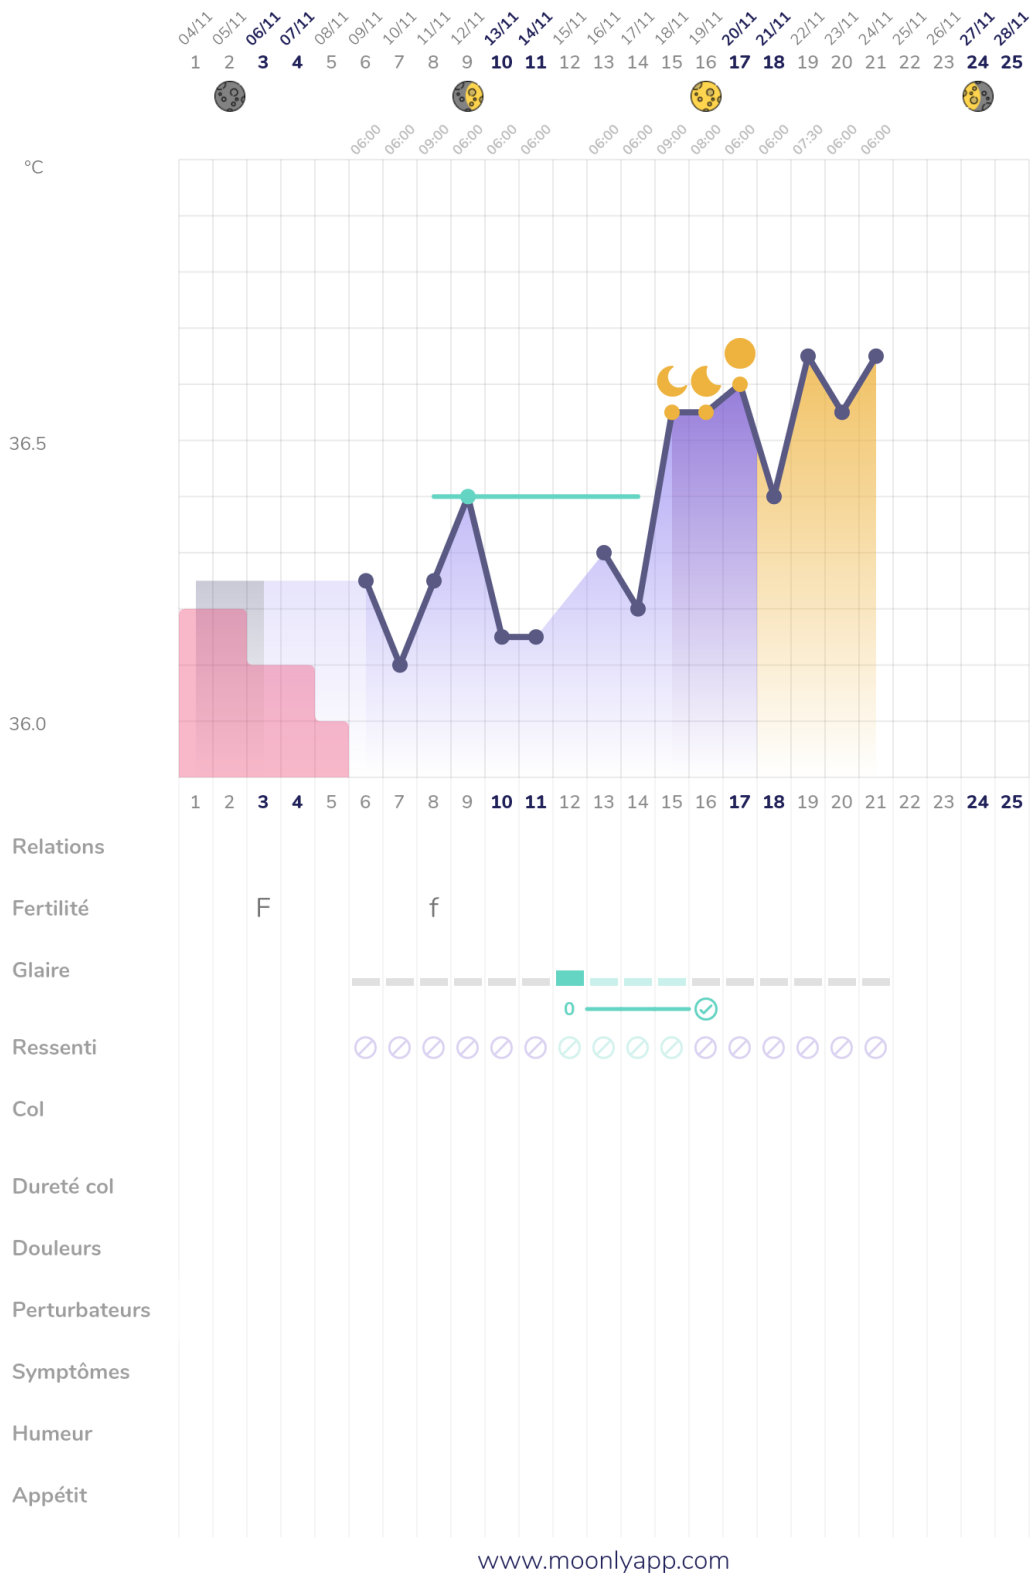 04/11 05/11 06/11 07/11 08/11 09/11 10/11 11/11 12/11 13/11 14/11 15/11 16/11 17/11 18/11 19/11 20/11 21/11 22/11 23/11 24/11 25/11 26/11 27/11 28/11
1 2 3 4 5 6 7 8 9 10 11 12 13 14 15 16 17 18 19 20 21 22 23 24 25
06:00 06:00 09:00 06:00 06:00 06:00 06:00 06:00 09:00 08:00 06:00 06:00 07:30 06:00 06:00
°C
36.5
36.0
1 2 3 4 5 6 7 8 9 10 11 12 13 14 15 16 17 18 19 20 21 22 23 24 25
Relations
Fertilité F f
Glaire
0
Ressenti
Col
Dureté col
Douleurs
Perturbateurs
Symptômes
Humeur
Appétit
www.moonlyapp.com